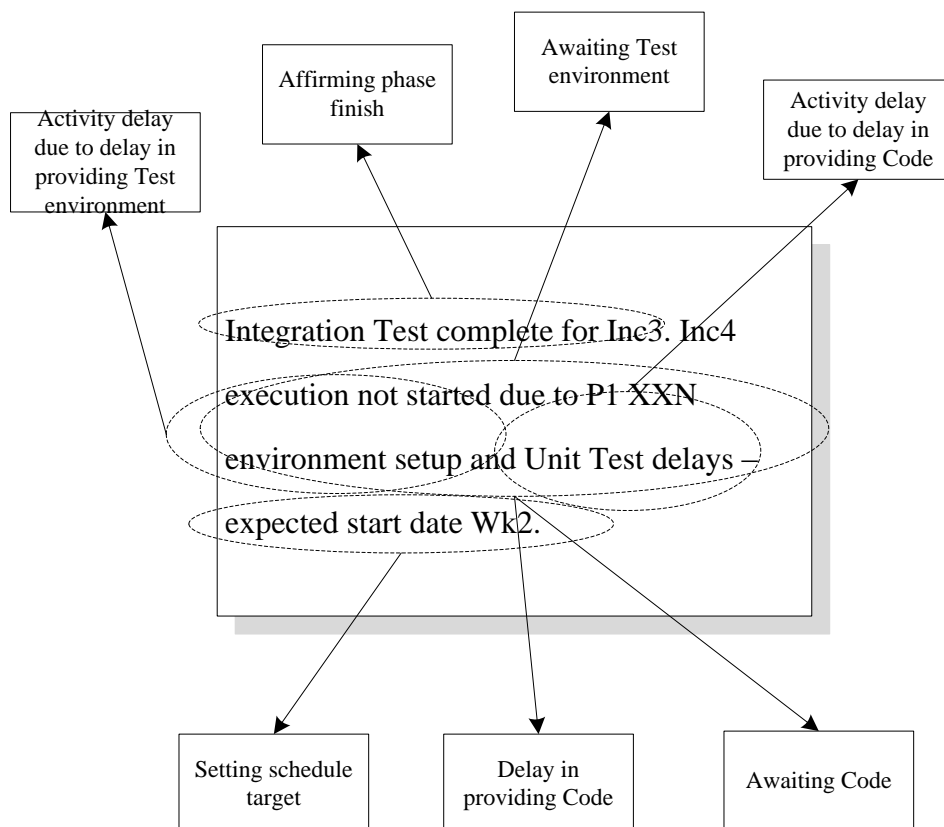 Awaiting Test
environment
Affirming phase
finish
Activity delay
due to delay in
providing Code
Activity delay
due to delay in
providing Test
environment
Integration Test complete for Inc3. Inc4
execution not started due to P1 XXN
environment setup and Unit Test delays –
expected start date Wk2.
Setting schedule
target
Delay in
providing Code
Awaiting Code